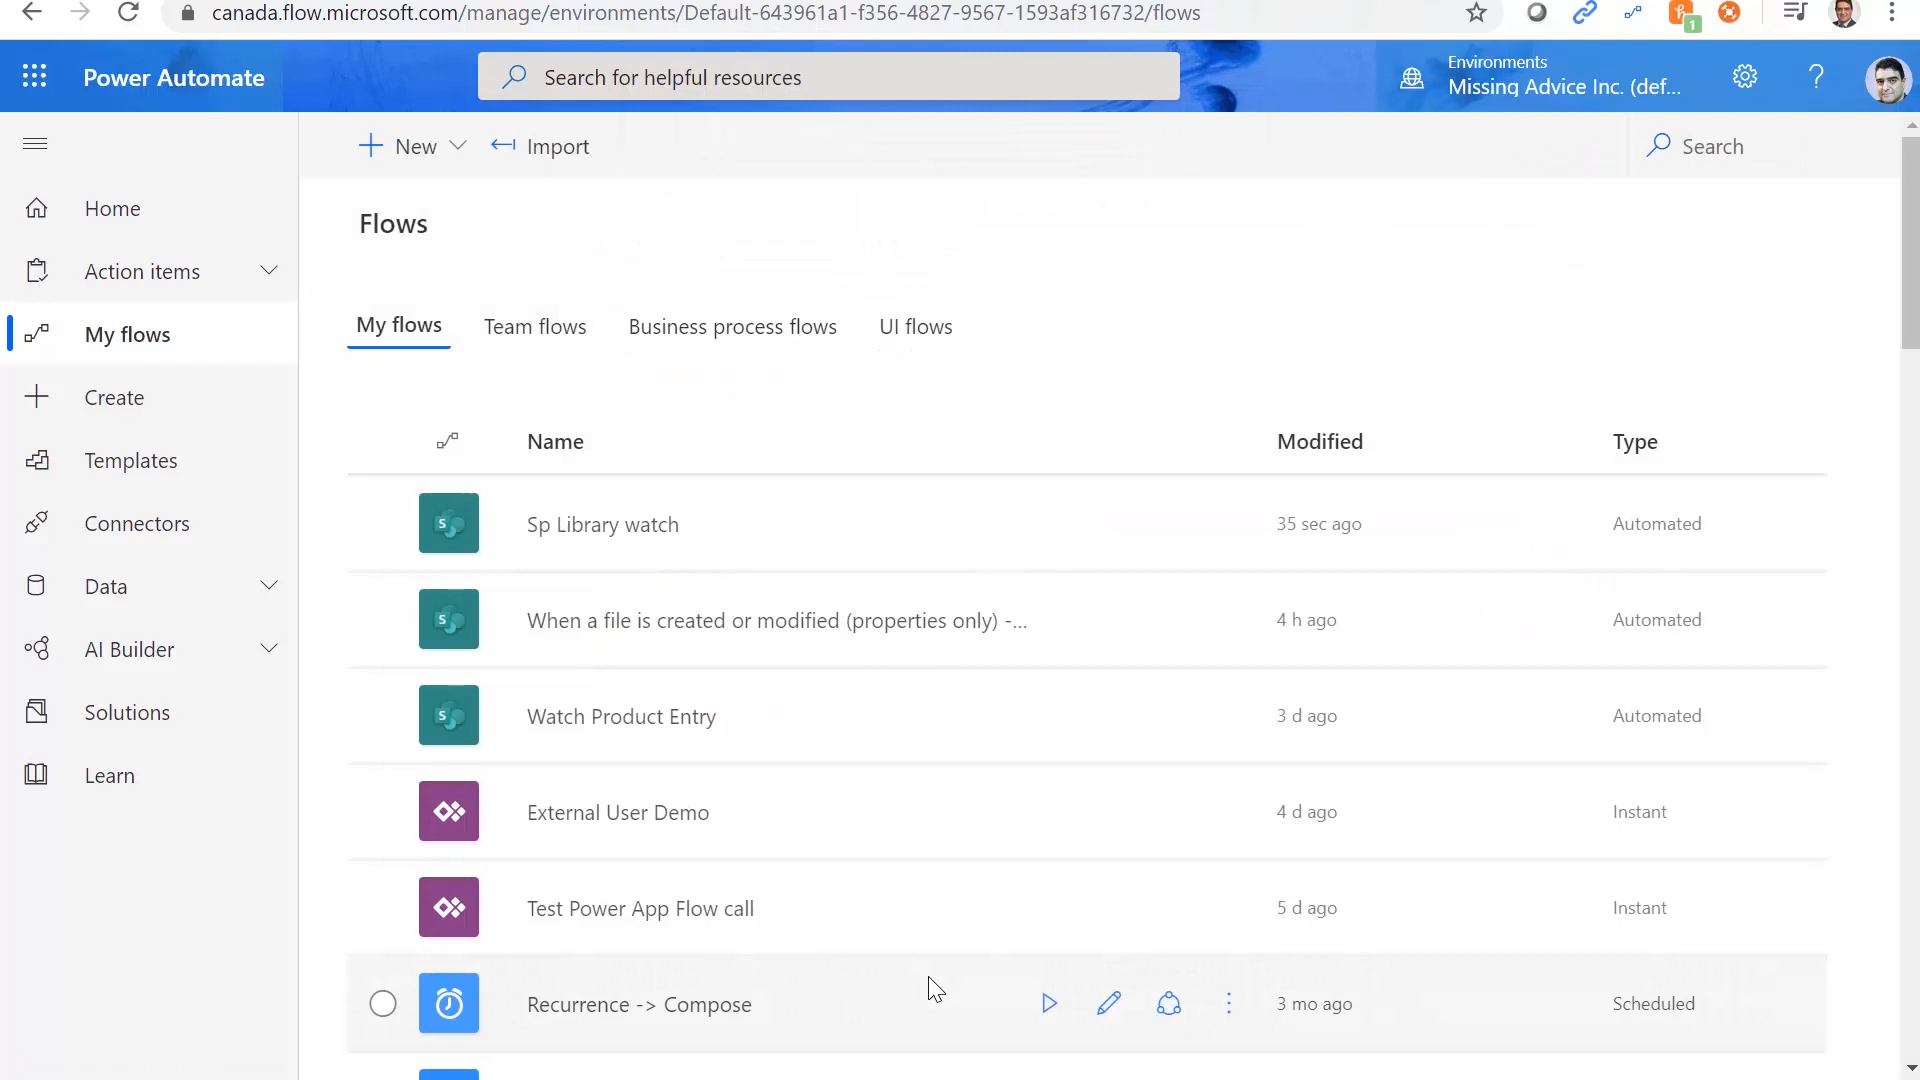 canada.flow.microsoft.com/manage/environments/Default-643961a1-f356-4827-9567-1593af316732/flows
1
Power Automate
Search for helpful resources
Environments
Missing Advice Inc. (def...
?
New
Import
Search
Home
Action items
My flows
Create
Templates
Connectors
Data
AI Builder
Solutions
Learn
Flows
My flows
Team flows
Business process flows
UI flows
Name
Modified
Type
S
Sp Library watch
35 sec ago
Automated
S
When a file is created or modified (properties only) -...
4 h ago
Automated
S
Watch Product Entry
3 d ago
Automated
External User Demo
4 d ago
Instant
Test Power App Flow call
5 d ago
Instant
Recurrence -> Compose
3 mo ago
Scheduled